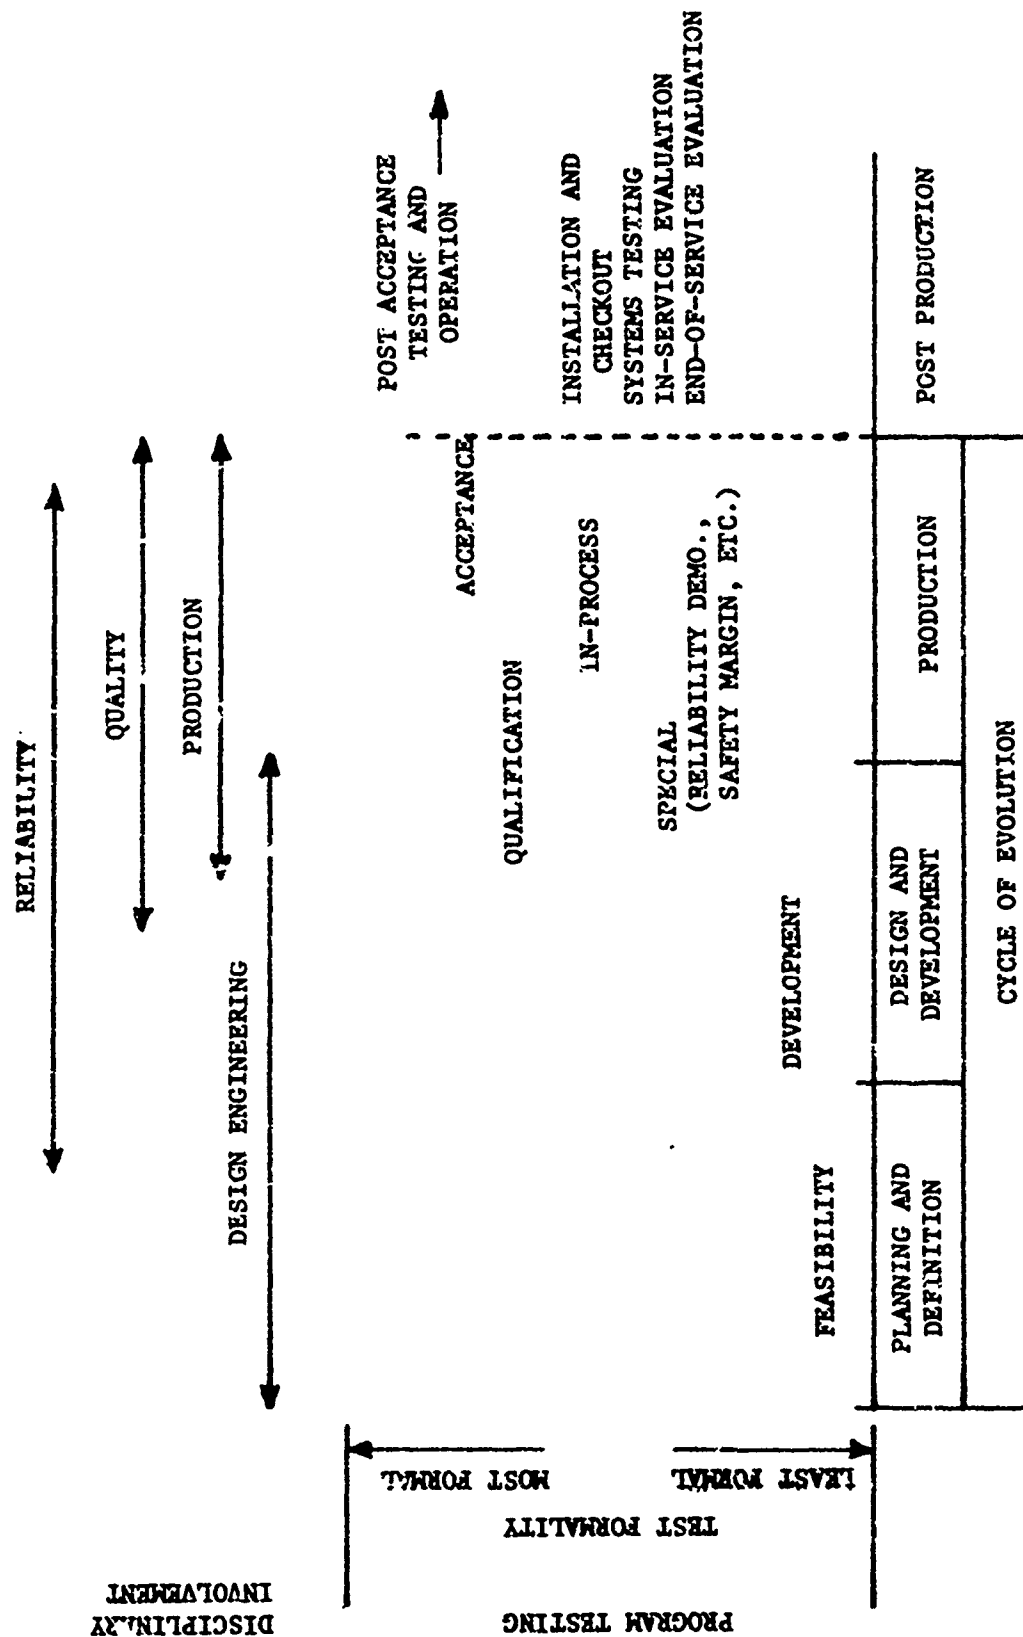 RELIABILITY
QUALITY
PRODUCTION
DESIGN ENGINEERING
DISCIPLINARY
INVOLVEMENT
PROGRAM TESTING
TEST FORMALITY
MOST FORMAL
LEAST FORMAL
POST ACCEPTANCE
TESTING AND
OPERATION
ACCEPTANCE
QUALIFICATION
IN-PROCESS
INSTALLATION AND
CHECKOUT
SYSTEMS TESTING
IN-SERVICE EVALUATION
END-OF-SERVICE EVALUATION
SPECIAL
(RELIABILITY DEMO.,
SAFETY MARGIN, ETC.)
DEVELOPMENT
FEASIBILITY
PLANNING AND
DEFINITION
DESIGN AND
DEVELOPMENT
PRODUCTION
POST PRODUCTION
CYCLE OF EVOLUTION